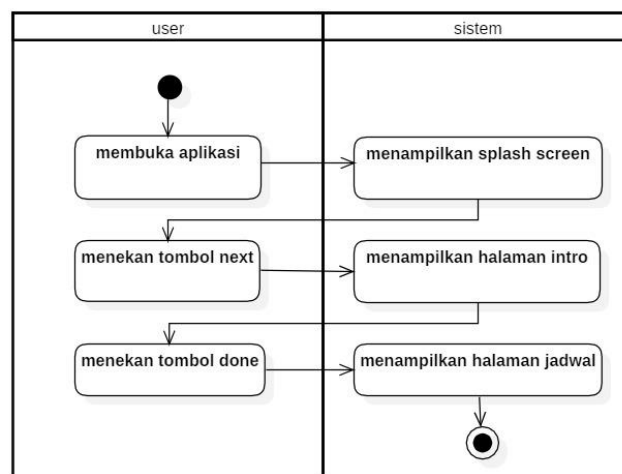 user
sistem
membuka aplikasi
menampilkan splash screen
menekan tombol next
menampilkan halaman intro
menekan tombol done
menampilkan halaman jadwal